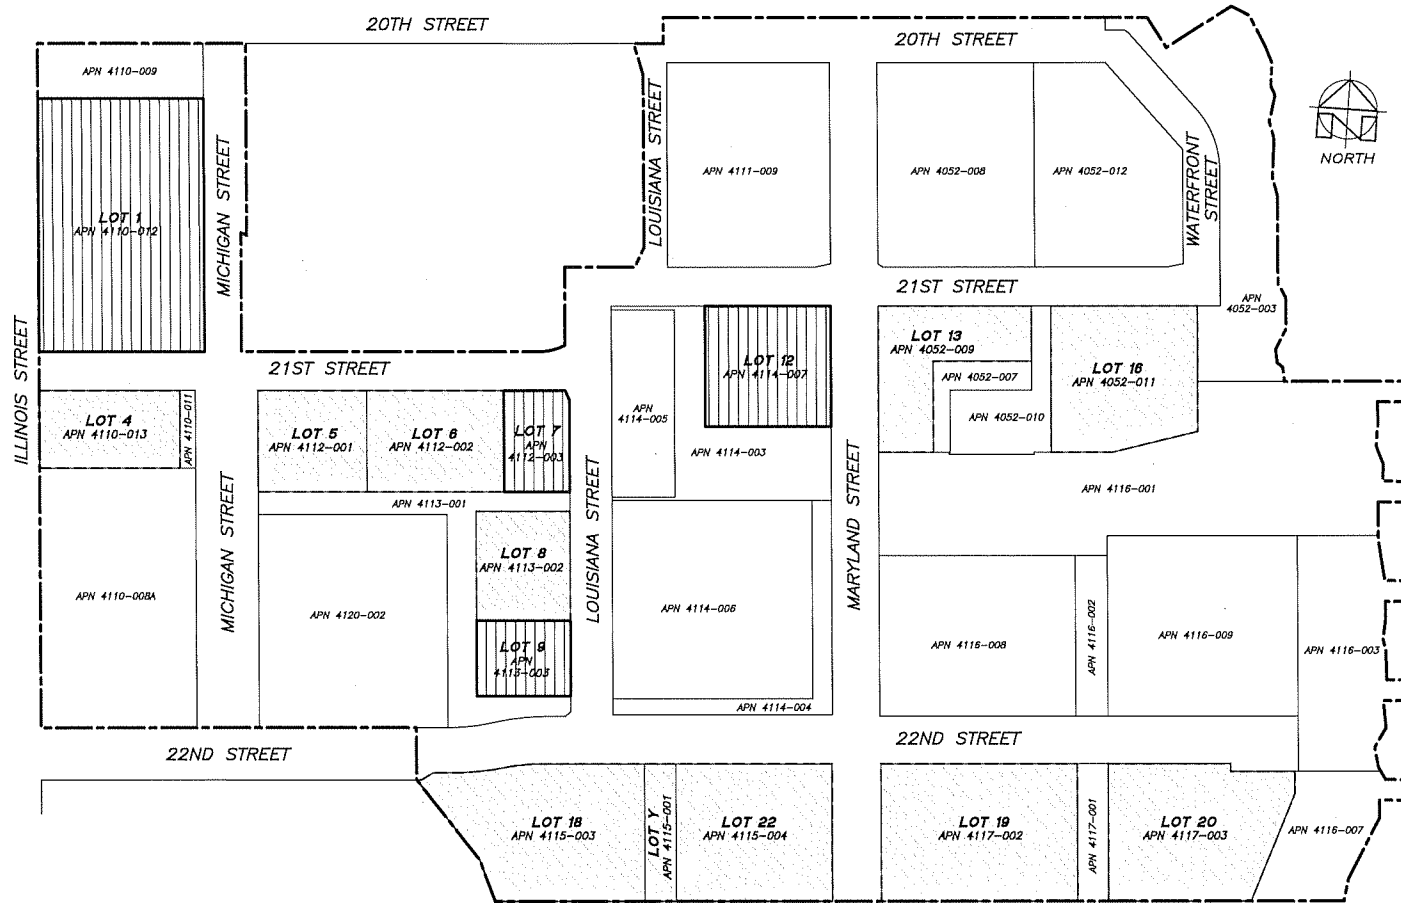 20TH STREET
20TH STREET
APN 4110-009
LOUISIANA STREET
WATERFRONT
STREET
NORTH
MICHIGAN STREET
APN 4111-009
APN 4052-008
APN 4052-012
LOT 1
APN 4110-012
21ST STREET
APN
4052-003
ILLINOIS STREET
21ST STREET
LOT 12
APN 4114-007
LOT 13
APN 4052-009
APN 4052-007
APN 4052-010
LOT 16
APN 4052-011
LOT 4
APN 4110-013
APN 4110-011
LOT 5
APN 4112-001
LOT 6
APN 4112-002
LOT 7
APN
4112-003
APN
4114-005
APN 4114-003
APN 4116-001
APN 4113-001
MICHIGAN STREET
LOUISIANA STREET
MARYLAND STREET
LOT 8
APN 4113-002
APN 4110-008A
APN 4120-002
APN 4114-006
APN 4116-008
APN 4116-002
APN 4116-009
APN 4116-003
LOT 9
APN
4113-003
APN 4114-004
22ND STREET
22ND STREET
LOT 18
APN 4115-003
LOT Y
APN 4115-001
LOT 22
APN 4115-004
LOT 19
APN 4117-002
APN 4117-001
LOT 20
APN 4117-003
APN 4116-007